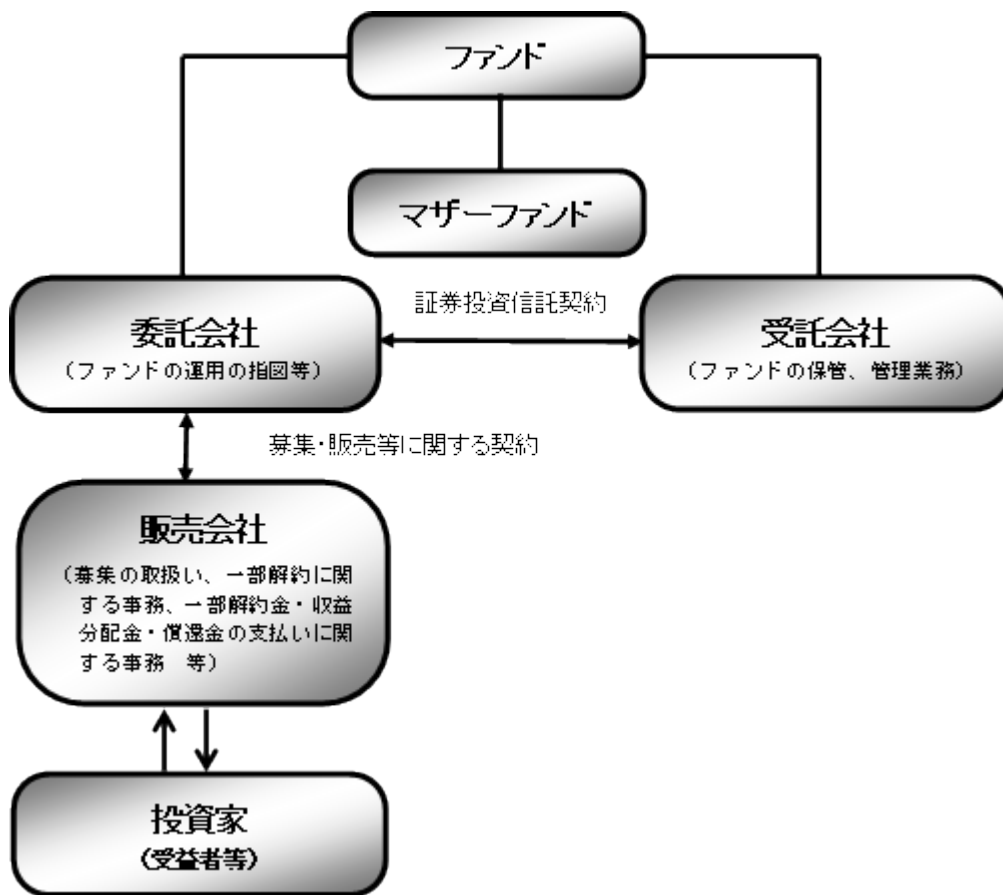 ファンド
マザーファンド
証券投資信託契約
委託会社
(ファンドの運用の指図等)
受託会社
(ファンドの保管、管理業務)
募集・販売等に関する契約
販売会社
(募集の取扱い、一部解約に関
する事務、一部解約金・収益
分配金・償還金の支払いに関
する事務　等)
投資家
(受益者等)